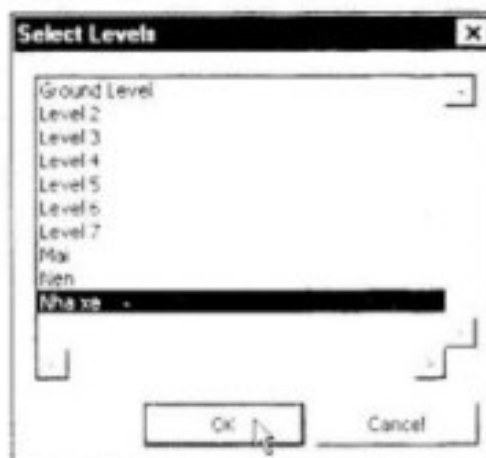 Select Levels
Ground Level
Level 2
Level 3
Level 4
Level 5
Level 6
Level 7
Mai
Nen
Nha xe
OK
Cancel